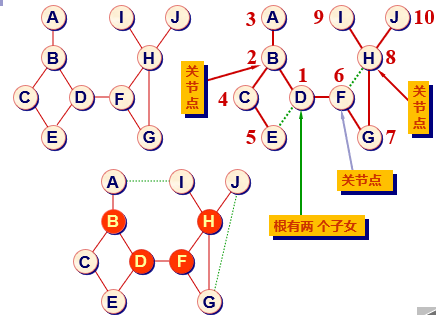 A I J
B H
C D F
E G
3 A 9 I J 10
2 B 1 6 H 8
4 C D F
5 E G 7
关节点
关节点
关节点
根有两 个子女
A I J
B H
C D F
E G